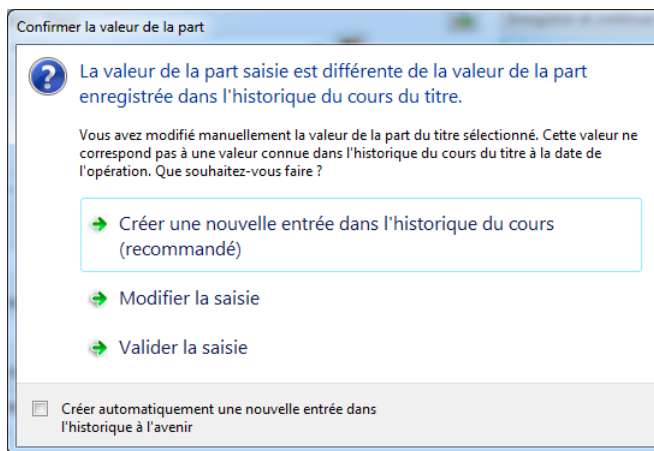 Confirmer la valeur de la part
La valeur de la part saisie est différente de la valeur de la part
enregistrée dans l'historique du cours du titre.
Vous avez modifié manuellement la valeur de la part du titre sélectionné. Cette valeur ne
correspond pas à une valeur connue dans l'historique du cours du titre à la date de
l'opération. Que souhaitez-vous faire ?
Créer une nouvelle entrée dans l'historique du cours
(recommandé)
Modifier la saisie
Valider la saisie
Créer automatiquement une nouvelle entrée dans
l'historique à l'avenir